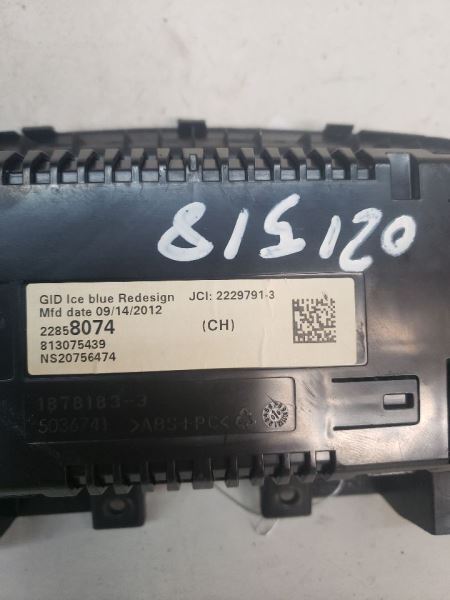 815120
GID Ice blue Redesign JCI: 2229791-3
Mfd date 09/14/2012
22858074 (CH)
813075439
NS20756474
1878183-3
5036741 >ABS+PC<